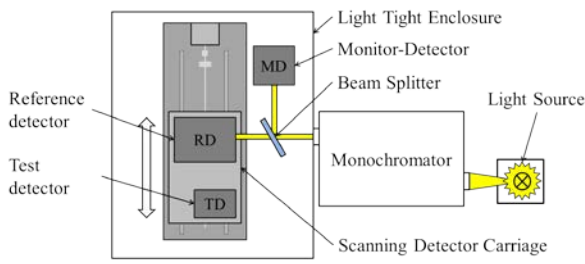 Light Tight Enclosure
MD
Monitor-Detector
Beam Splitter
Light Source
Reference
detector
RD
Monochromator
Test
detector
TD
Scanning Detector Carriage